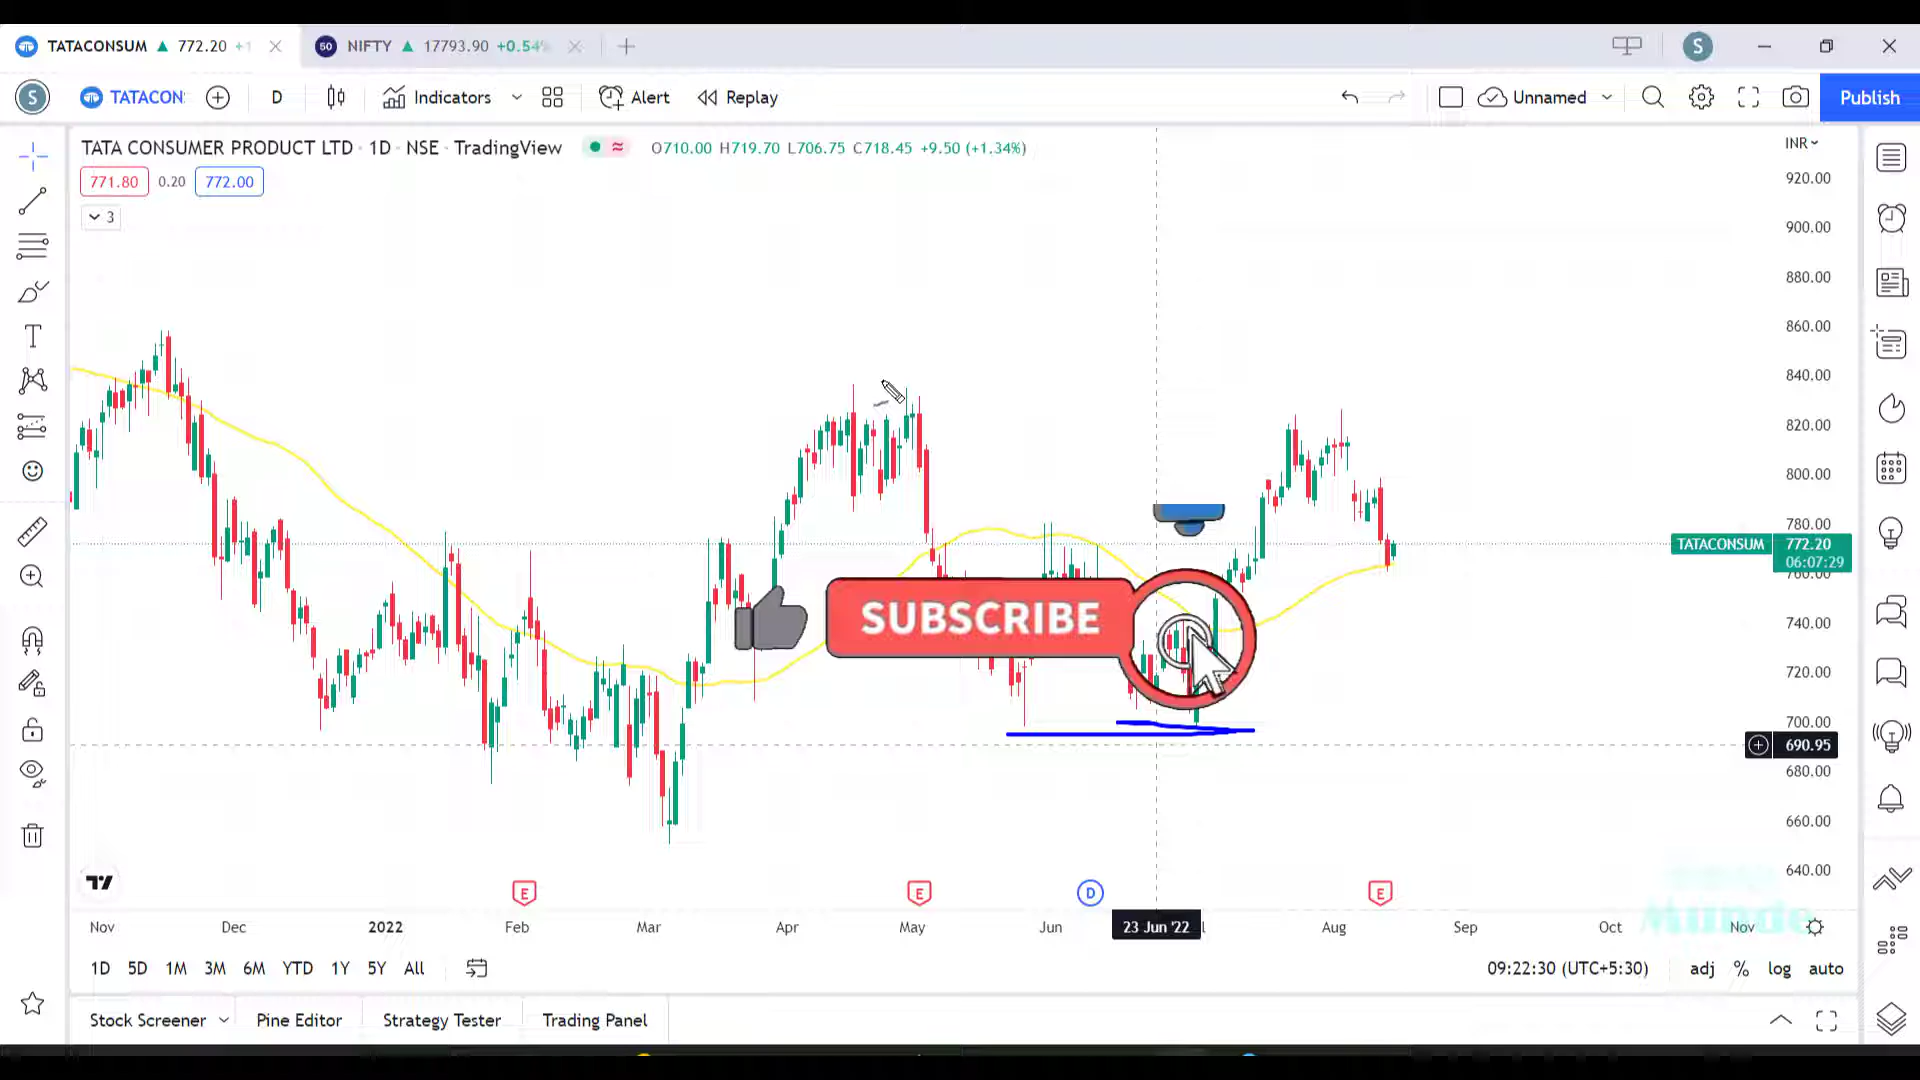 TATACONSUM ▲ 772.20 +1
50 NIFTY ▲ 17793.90 +0.54%
S
S TATACON D Indicators Alert Replay Unnamed Publish
TATA CONSUMER PRODUCT LTD · 1D · NSE · TradingView
O710.00 H719.70 L706.75 C718.45 +9.50 (+1.34%)
INR
771.80 0.20 772.00
3
920.00
900.00
880.00
860.00
840.00
820.00
800.00
780.00
TATACONSUM 772.20
06:07:29
760.00
740.00
720.00
700.00
690.95
680.00
660.00
640.00
SUBSCRIBE
E E D E
Nov Dec 2022 Feb Mar Apr May Jun 23 Jun '22 Aug Sep Oct Nov
Munde
1D 5D 1M 3M 6M YTD 1Y 5Y All
09:22:30 (UTC+5:30) adj % log auto
Stock Screener Pine Editor Strategy Tester Trading Panel